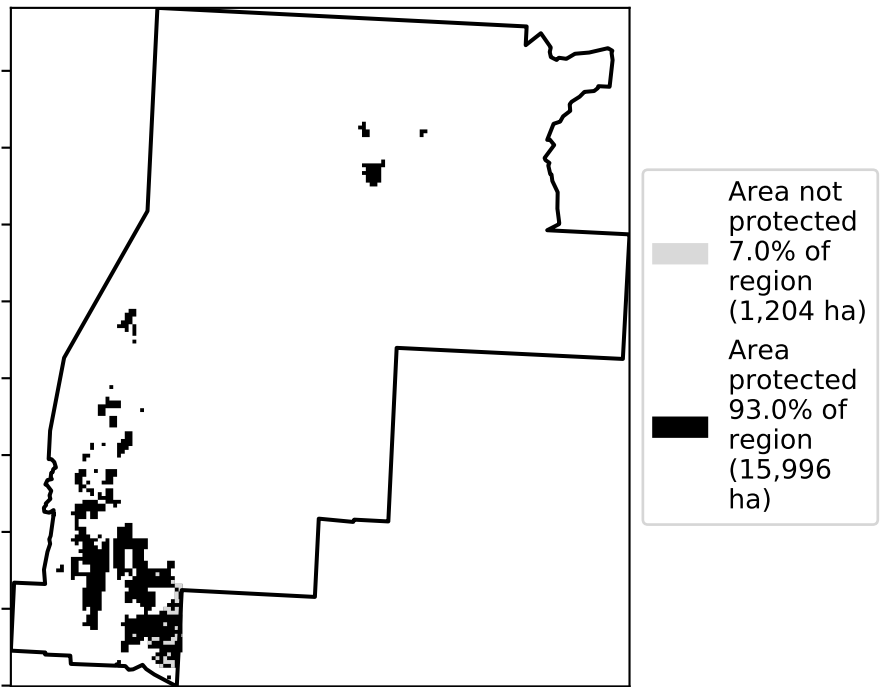 Area not
protected
7.0% of
region
(1,204 ha)
Area
protected
93.0% of
region
(15,996
ha)